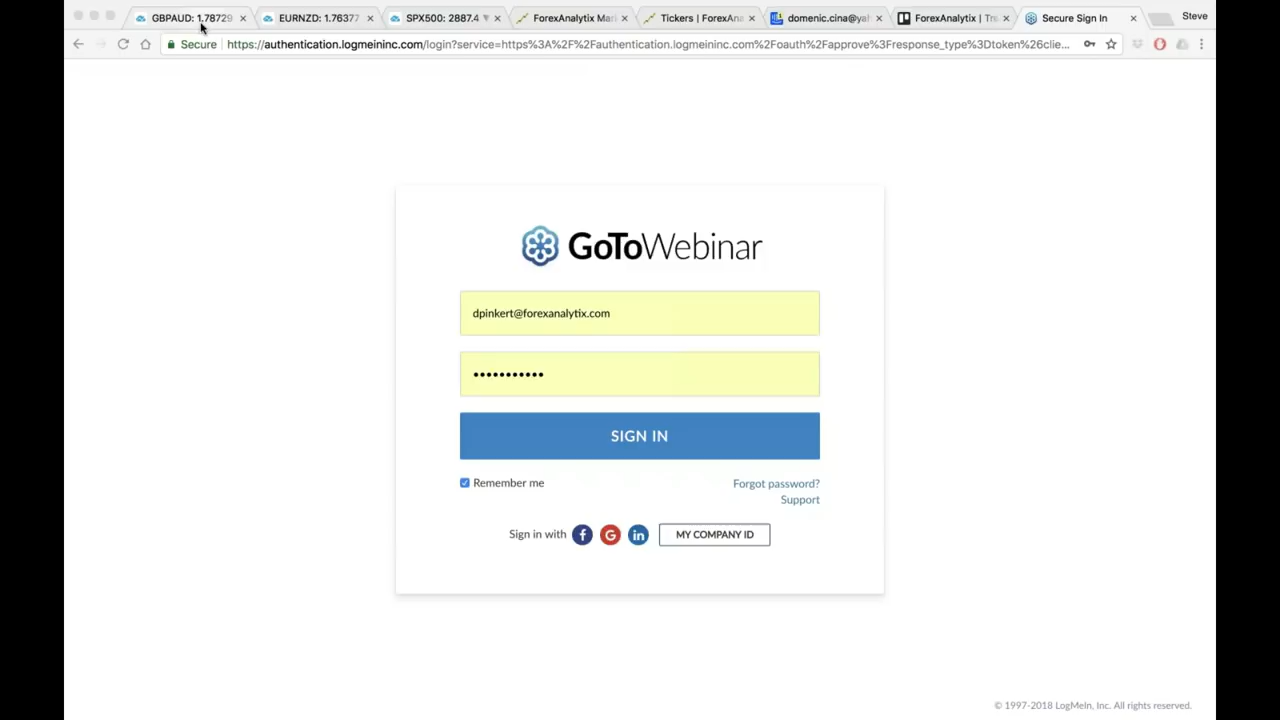 GBPAUD: 1.78729
EURNZD: 1.76377
SPX500: 2887.4
ForexAnalytix Mar
Tickers | ForexAna
domenic.cina@yah
ForexAnalytix | Tr
Secure Sign In
Steve
Secure
https://authentication.logmeininc.com/login?service=https%3A%2F%2Fauthentication.logmeininc.com%2Foauth%2Fapprove%3Fresponse_type%3Dtoken%26clie...
GoToWebinar
dpinkert@forexanalytix.com
•••••••••••
SIGN IN
Remember me
Forgot password?
Support
Sign in with
MY COMPANY ID
© 1997-2018 LogMeIn, Inc. All rights reserved.